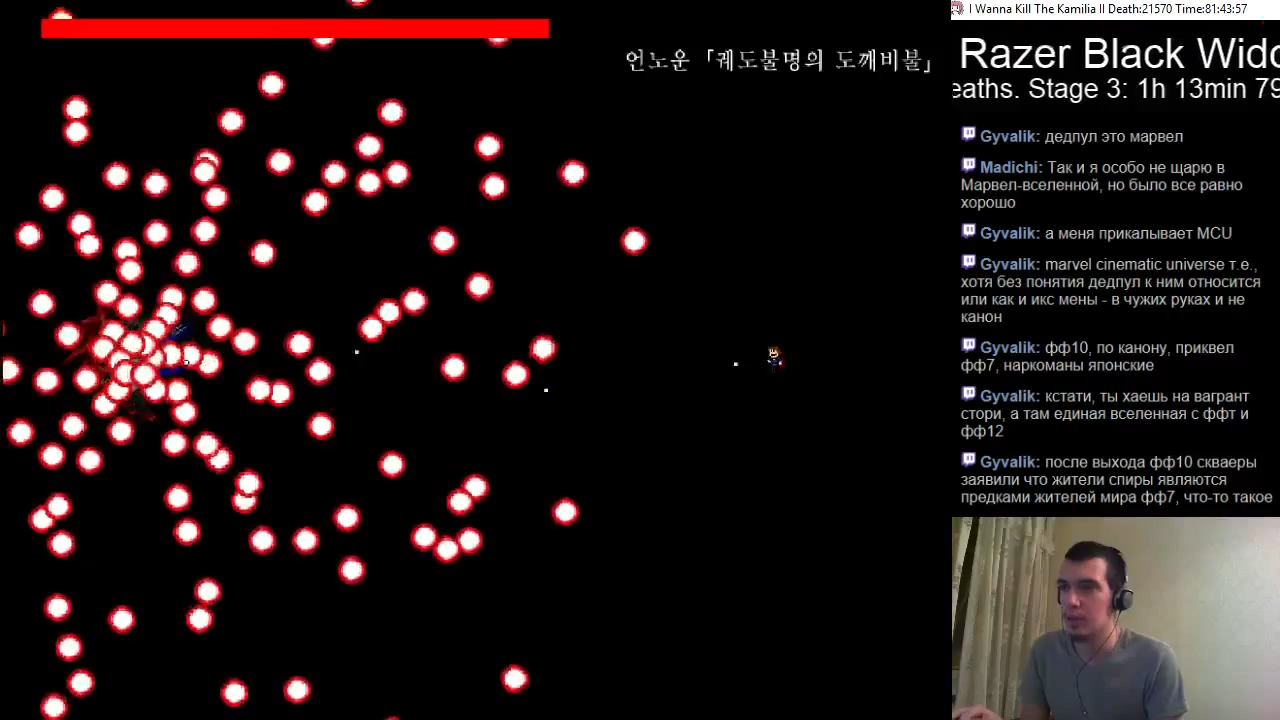 I Wanna Kill The Kamilia II Death:21570 Time:81:43:57
언노운「궤도불명의 도깨비불」
Razer Black Wido
eaths. Stage 3: 1h 13min 79
Gyvalik: дедпул это марвел
Madichi: Так и я особо не щарю в
Марвел-вселенной, но было все равно
хорошо
Gyvalik: а меня прикалывает MCU
Gyvalik: marvel cinematic universe т.е.,
хотя без понятия дедпул к ним относится
или как и икс мены - в чужих руках и не
канон
Gyvalik: фф10, по канону, приквел
фф7, наркоманы японские
Gyvalik: кстати, ты хаешь на вагрант
стори, а там единая вселенная с ффт и
фф12
Gyvalik: после выхода фф10 скваеры
заявили что жители спиры являются
предками жителей мира фф7, что-то такое